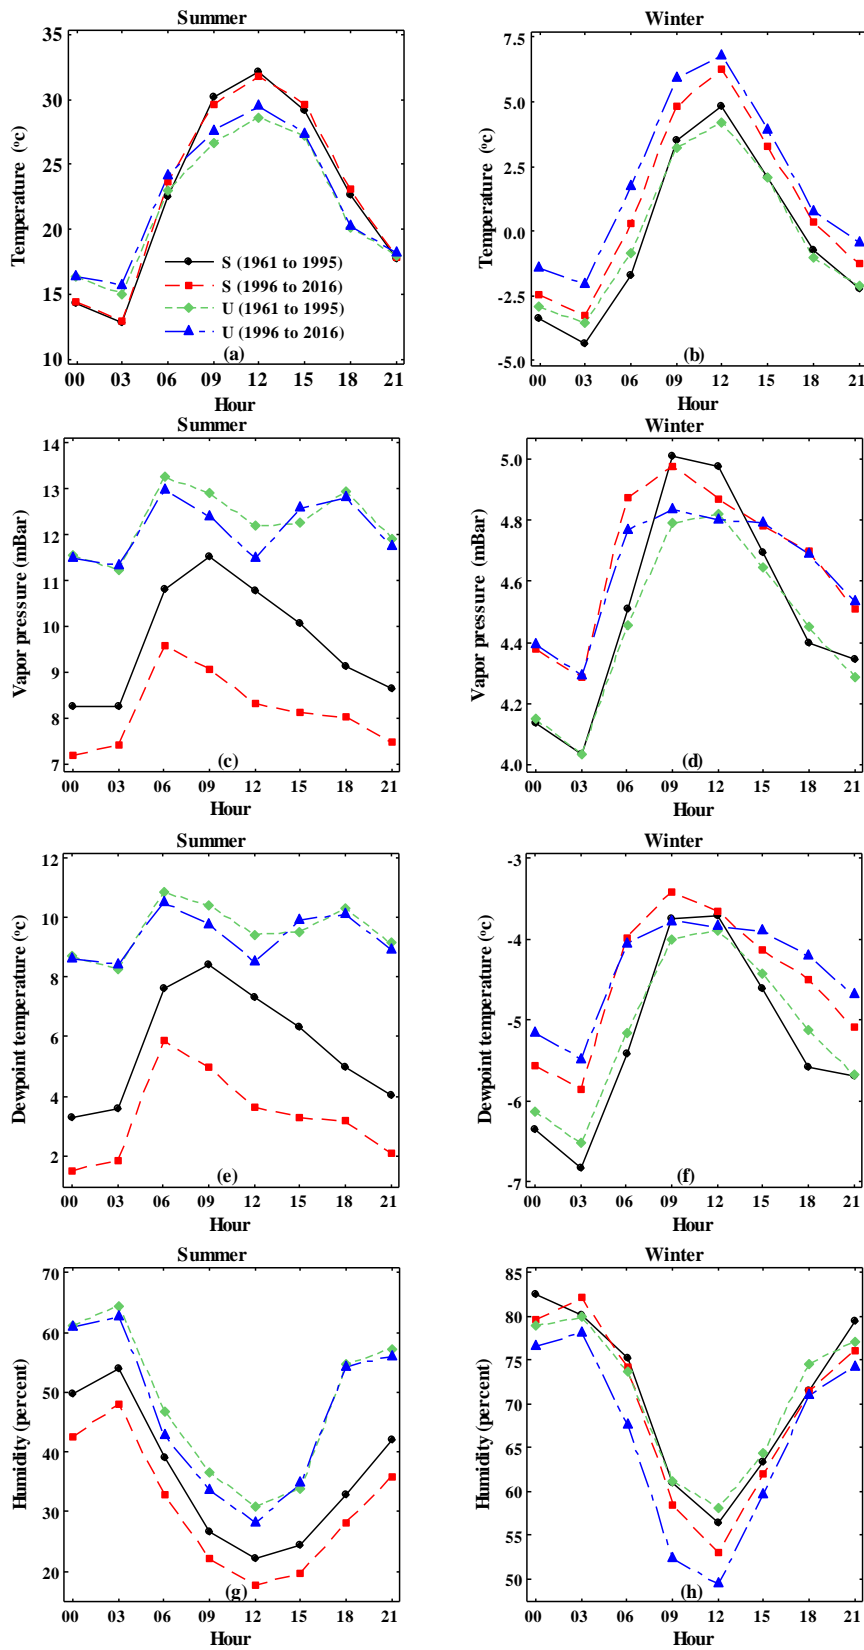 Summer
35
30
25
20
15
10
Temperature (°c)
S (1961 to 1995)
S (1996 to 2016)
U (1961 to 1995)
U (1996 to 2016)
(a)
00 03 06 09 12 15 18 21
Hour
Winter
7.5
5.0
2.5
0.0
-2.5
-5.0
Temperature (°c)
(b)
00 03 06 09 12 15 18 21
Hour
Summer
14
13
12
11
10
9
8
7
Vapor pressure (mBar)
(c)
00 03 06 09 12 15 18 21
Hour
Winter
5.0
4.8
4.6
4.4
4.2
4.0
Vapor pressure (mBar)
(d)
00 03 06 09 12 15 18 21
Hour
Summer
12
10
8
6
4
2
Dewpoint temperature (°c)
(e)
00 03 06 09 12 15 18 21
Hour
Winter
-3
-4
-5
-6
-7
Dewpoint temperature (°c)
(f)
00 03 06 09 12 15 18 21
Hour
Summer
70
60
50
40
30
20
10
Humidity (percent)
(g)
00 03 06 09 12 15 18 21
Hour
Winter
85
80
75
70
65
60
55
50
Humidity (percent)
(h)
00 03 06 09 12 15 18 21
Hour